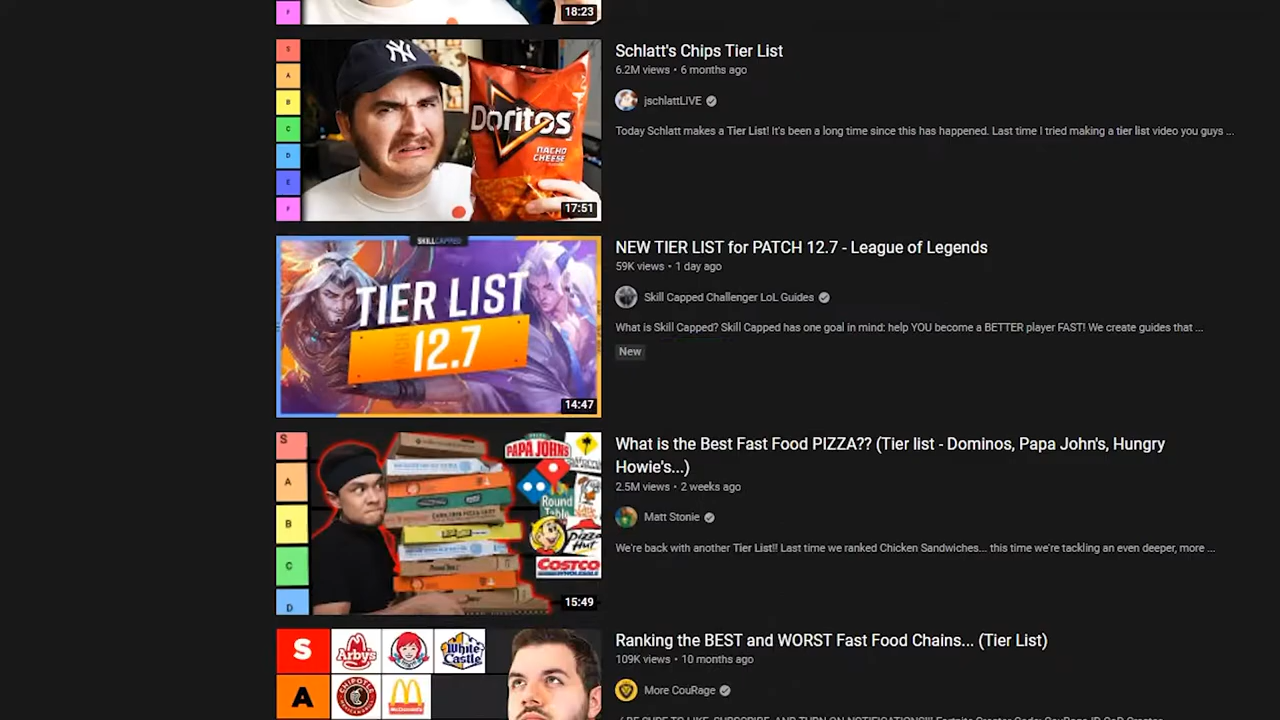 F
18:23
S
A
B
C
D
E
F
Doritos
NACHO
CHEESE
17:51
Schlatt's Chips Tier List
6.2M views • 6 months ago
jschlattLIVE
Today Schlatt makes a Tier List! It's been a long time since this has happened. Last time I tried making a tier list video you guys ...
SKILLCAPPED
TIER LIST
PATCH
12.7
14:47
NEW TIER LIST for PATCH 12.7 - League of Legends
59K views • 1 day ago
Skill Capped Challenger LoL Guides
What is Skill Capped? Skill Capped has one goal in mind: help YOU become a BETTER player FAST! We create guides that ...
New
S
A
B
C
D
PAPA JOHNS
Round
Table
Pizza
Hut
COSTCO
WHOLESALE
15:49
What is the Best Fast Food PIZZA?? (Tier list - Dominos, Papa John's, Hungry
Howie's...)
2.5M views • 2 weeks ago
Matt Stonie
We're back with another Tier List!! Last time we ranked Chicken Sandwiches... this time we're tackling an even deeper, more ...
S
Arby's
Wendy's
White
Castle
A
CHIPOTLE
McDonald's
Ranking the BEST and WORST Fast Food Chains... (Tier List)
109K views • 10 months ago
More CouRage